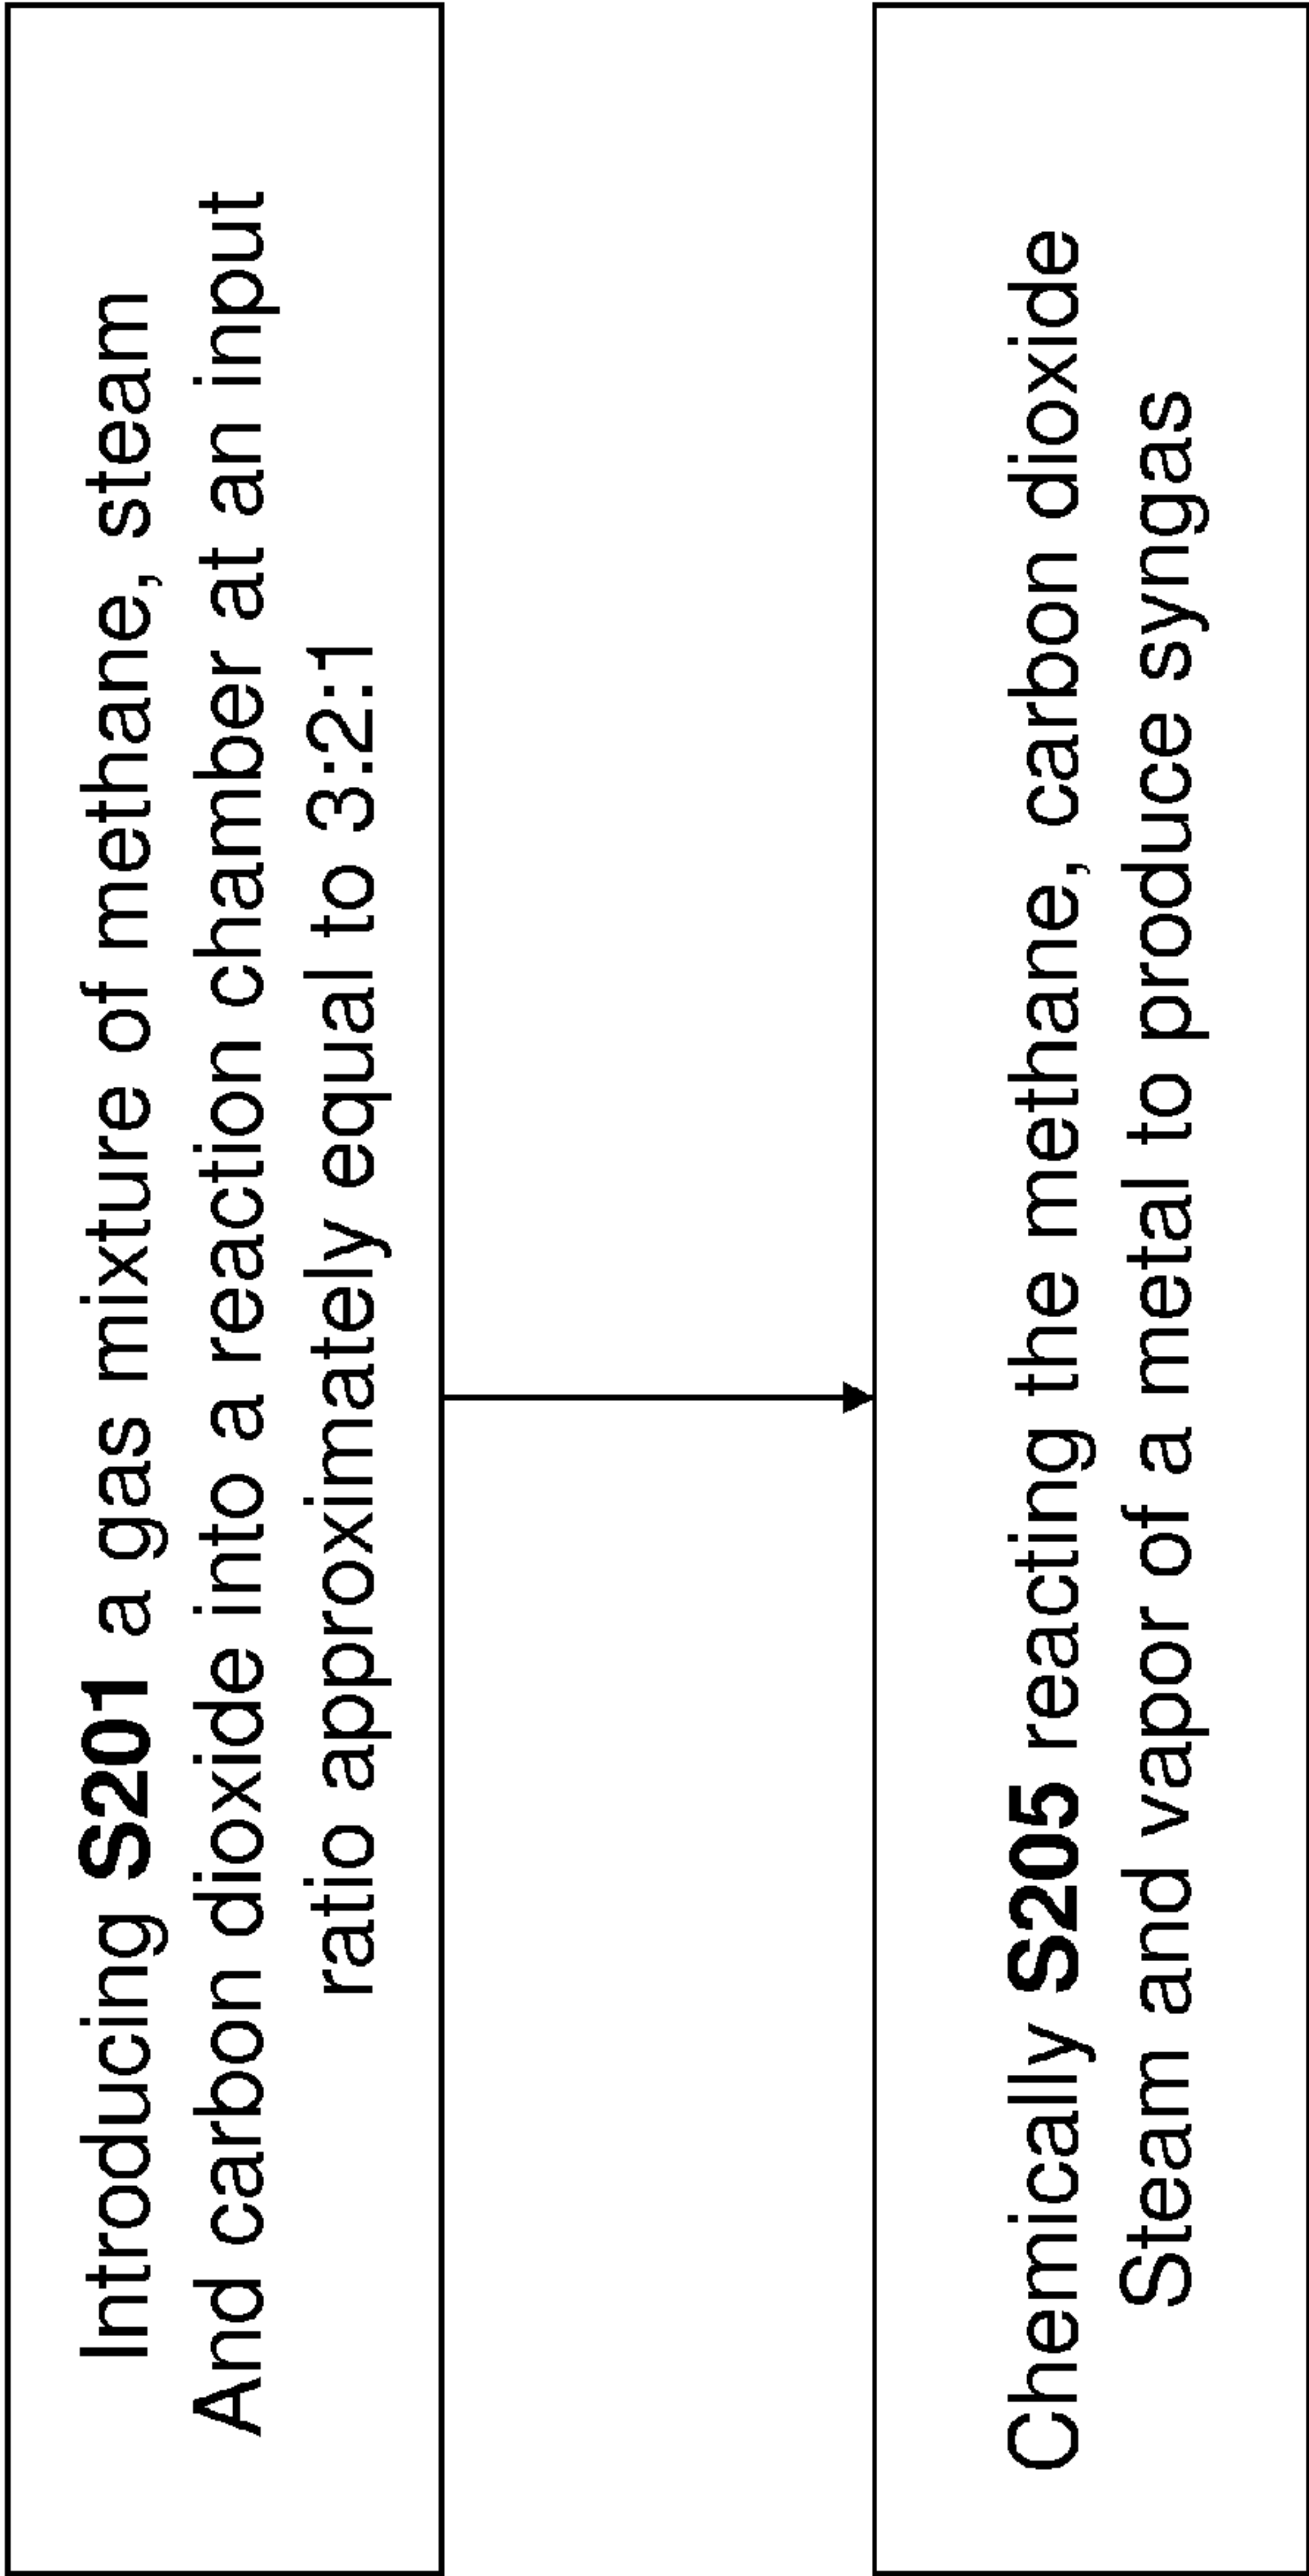 Introducing S201 a gas mixture of methane, steam
And carbon dioxide into a reaction chamber at an input
ratio approximately equal to 3:2:1
Chemically S205 reacting the methane, carbon dioxide
Steam and vapor of a metal to produce syngas